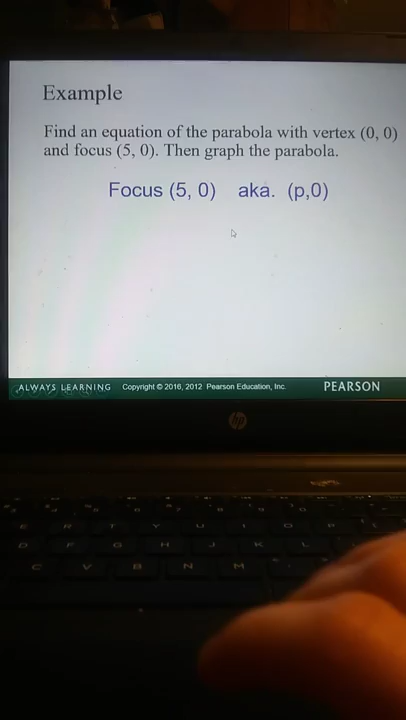 Example
Find an equation of the parabola with vertex (0, 0)
and focus (5, 0). Then graph the parabola.
Focus (5, 0) aka. (p,0)
ALWAYS LEARNING Copyright © 2016, 2012 Pearson Education, Inc. PEARSON
hp
E R T Y U I O P
D F G H J K L
C V B N M